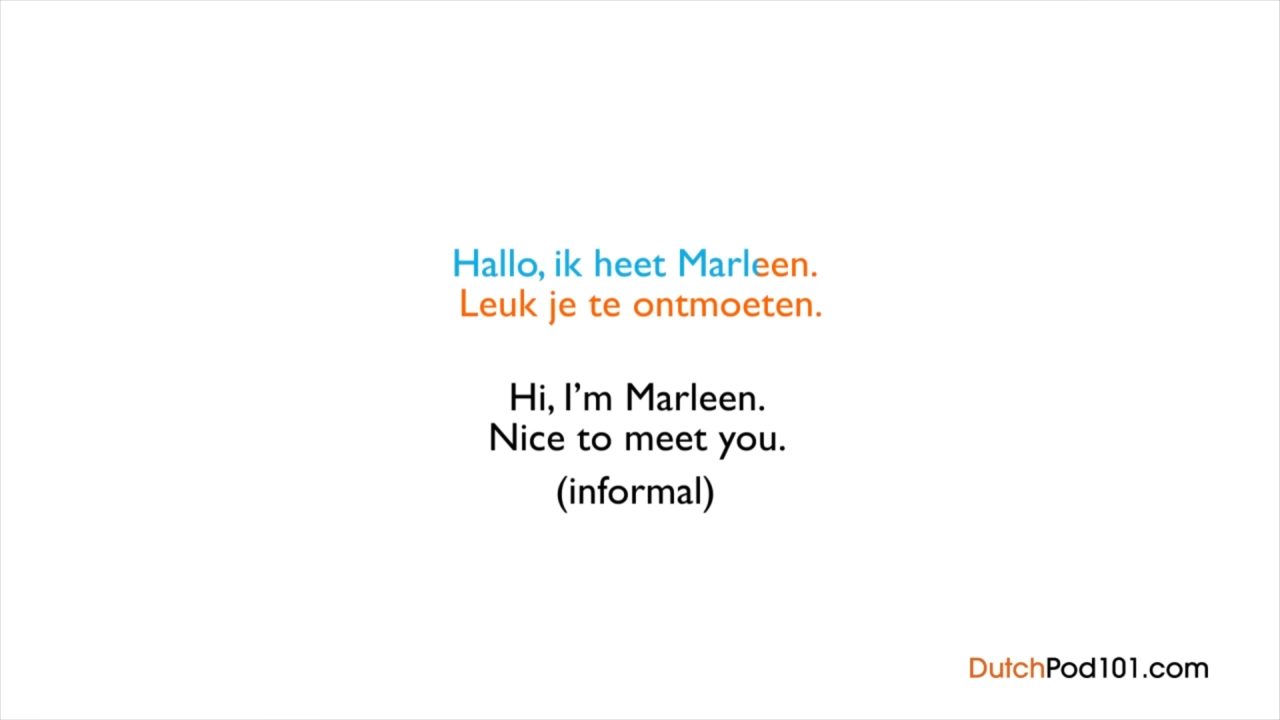 Hallo, ik heet Marleen.
Leuk je te ontmoeten.
Hi, I’m Marleen.
Nice to meet you.
(informal)
DutchPod101.com